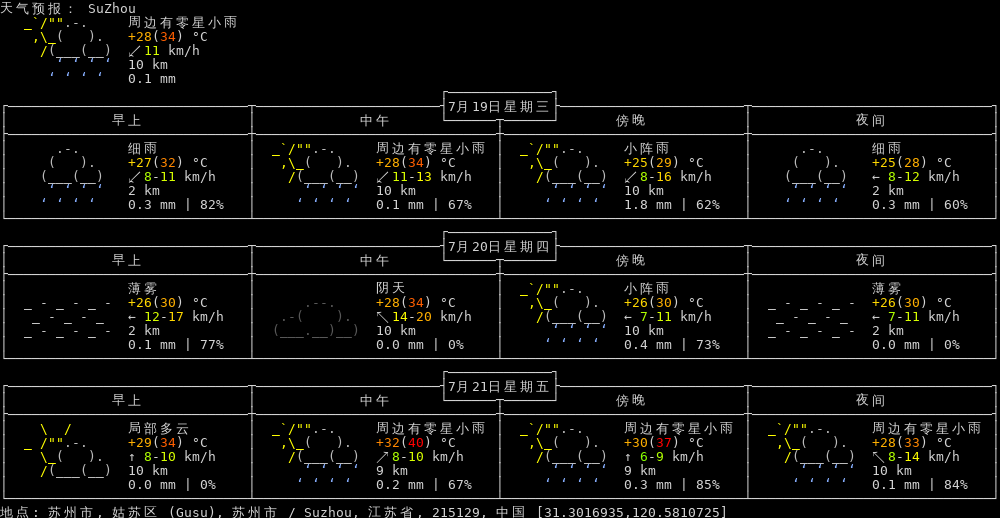 天气预报： SuZhou
周边有零星小雨
+28(34) °C
↙ 11 km/h
10 km
0.1 mm
7月19日星期三
早上 中午 傍晚 夜间
细雨 周边有零星小雨 小阵雨 细雨
+27(32) °C +28(34) °C +25(29) °C +25(28) °C
↙ 8-11 km/h ↙ 11-13 km/h ↙ 8-16 km/h ← 8-12 km/h
2 km 10 km 10 km 2 km
0.3 mm | 82% 0.1 mm | 67% 1.8 mm | 62% 0.3 mm | 60%
7月20日星期四
早上 中午 傍晚 夜间
薄雾 阴天 小阵雨 薄雾
+26(30) °C +28(34) °C +26(30) °C +26(30) °C
← 12-17 km/h ↖ 14-20 km/h ← 7-11 km/h ← 7-11 km/h
2 km 10 km 10 km 2 km
0.1 mm | 77% 0.0 mm | 0% 0.4 mm | 73% 0.0 mm | 0%
7月21日星期五
早上 中午 傍晚 夜间
局部多云 周边有零星小雨 周边有零星小雨 周边有零星小雨
+29(34) °C +32(40) °C +30(37) °C +28(33) °C
↑ 8-10 km/h ↗ 8-10 km/h ↑ 6-9 km/h ↖ 8-14 km/h
10 km 9 km 9 km 10 km
0.0 mm | 0% 0.2 mm | 67% 0.3 mm | 85% 0.1 mm | 84%
地点: 苏州市, 姑苏区 (Gusu), 苏州市 / Suzhou, 江苏省, 215129, 中国 [31.3016935,120.5810725]